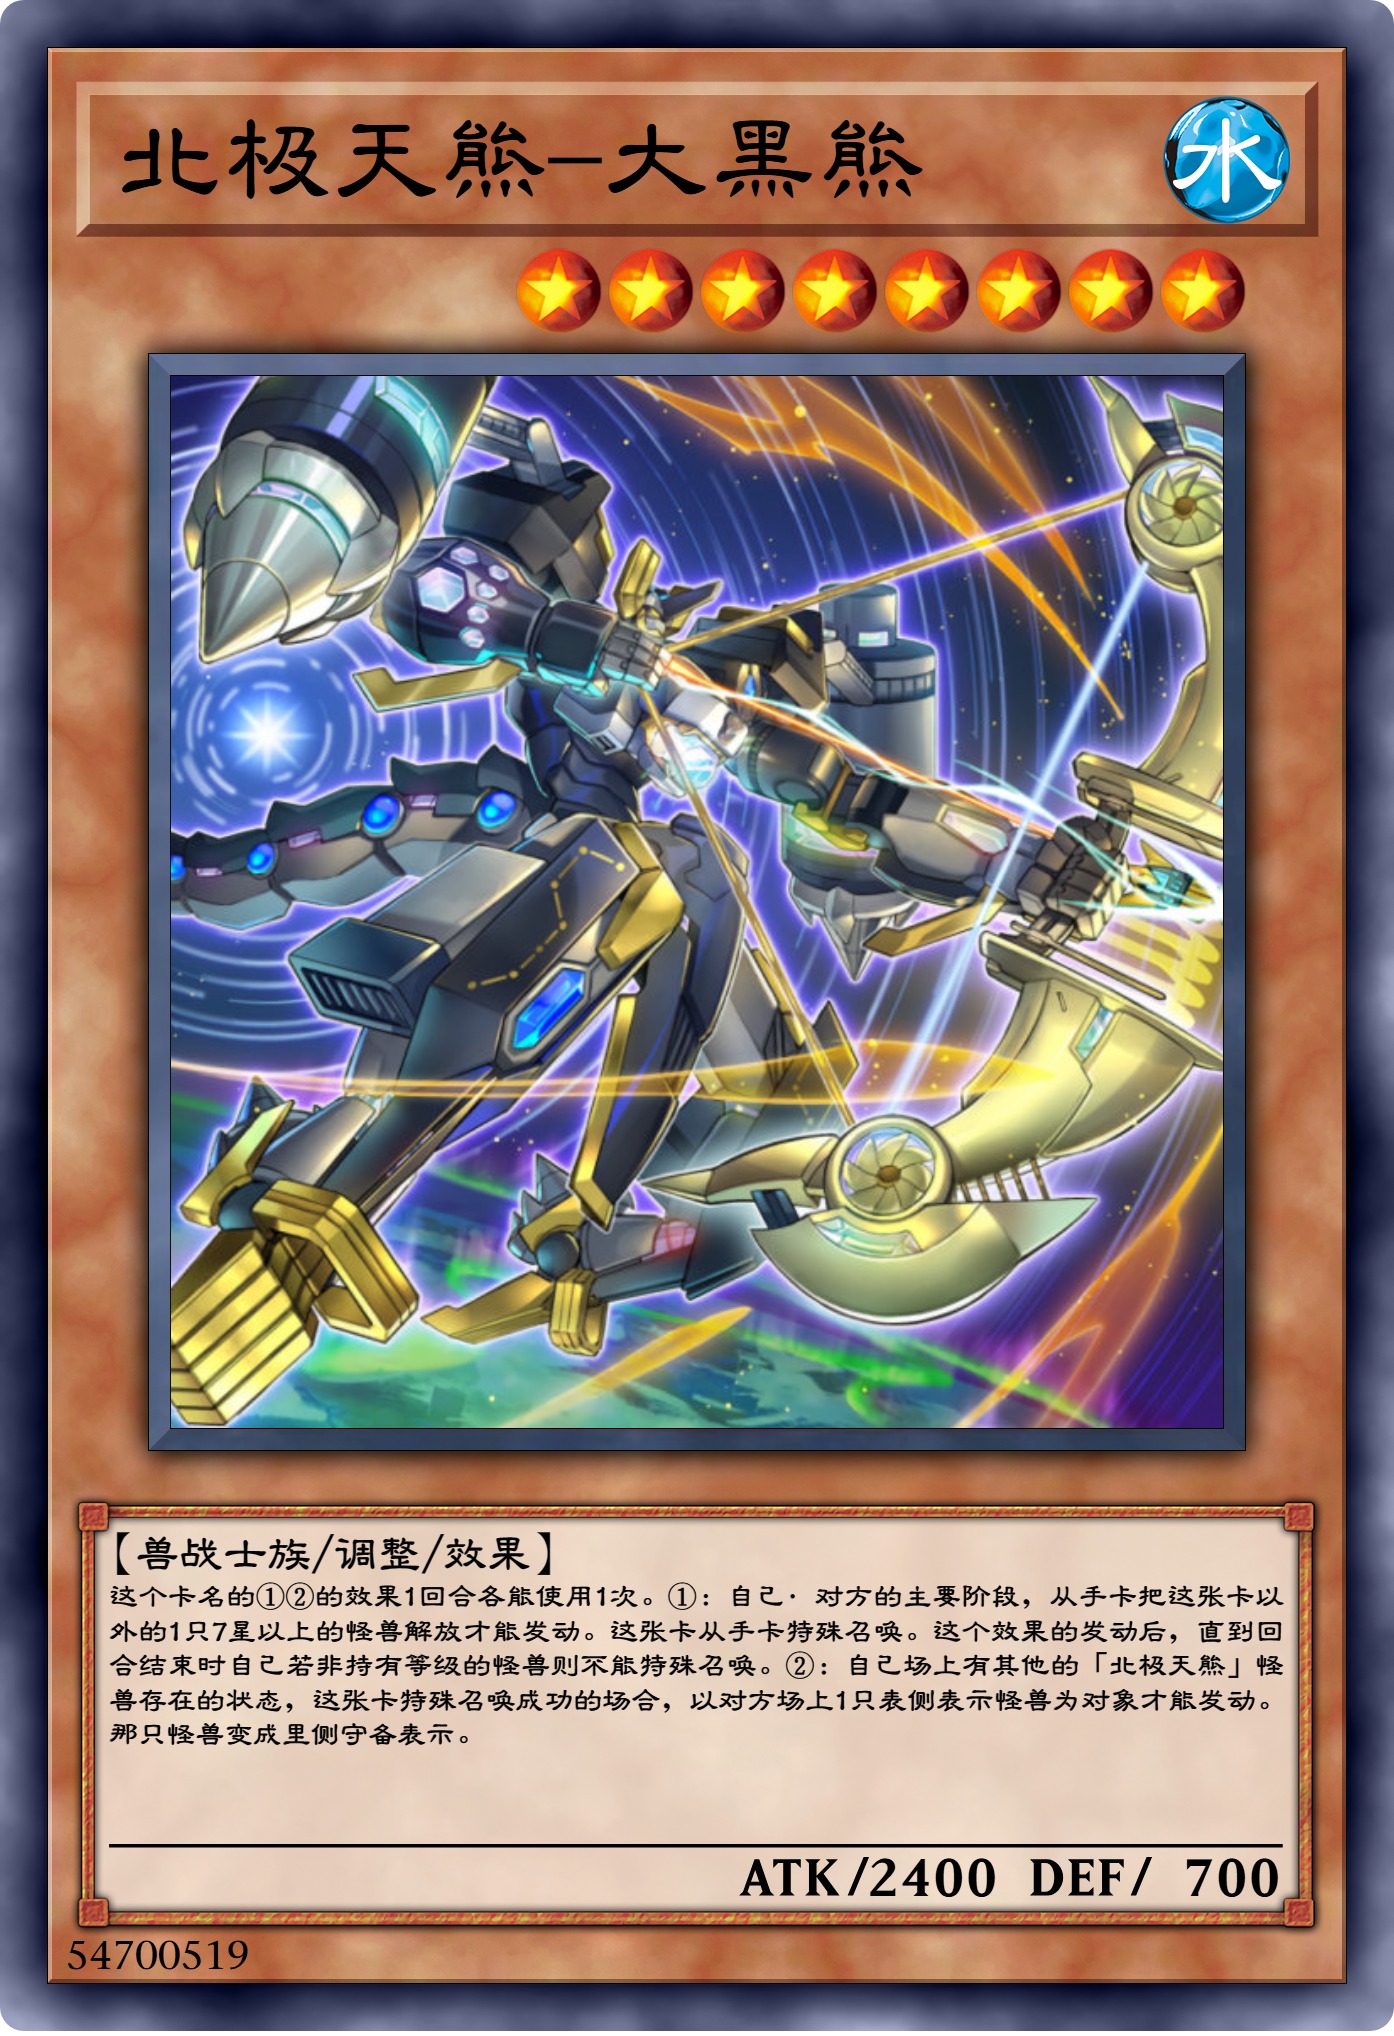 北极天熊-大黑熊
水
【兽战士族/调整/效果】
这个卡名的①②的效果1回合各能使用1次。①：自己·对方的主要阶段，从手卡把这张卡以
外的1只7星以上的怪兽解放才能发动。这张卡从手卡特殊召唤。这个效果的发动后，直到回
合结束时自己若非持有等级的怪兽则不能特殊召唤。②：自己场上有其他的「北极天熊」怪
兽存在的状态，这张卡特殊召唤成功的场合，以对方场上1只表侧表示怪兽为对象才能发动。
那只怪兽变成里侧守备表示。
ATK/2400 DEF/ 700
54700519